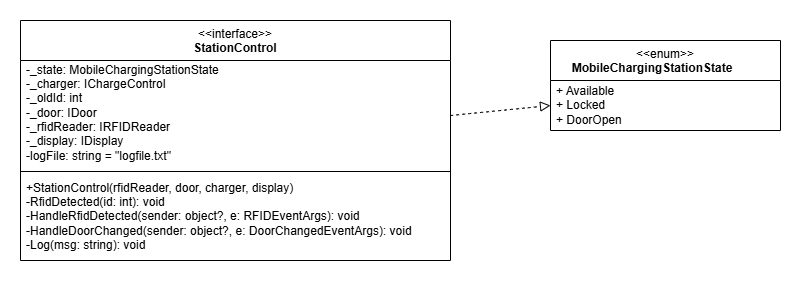 <<interface>>
StationControl
-_state: MobileChargingStationState
-_charger: IChargeControl
-_oldId: int
-_door: IDoor
-_rfidReader: IRFIDReader
-_display: IDisplay
-logFile: string = "logfile.txt"
+StationControl(rfidReader, door, charger, display)
-RfidDetected(id: int): void
-HandleRfidDetected(sender: object?, e: RFIDEventArgs): void
-HandleDoorChanged(sender: object?, e: DoorChangedEventArgs): void
-Log(msg: string): void
<<enum>>
MobileChargingStationState
+ Available
+ Locked
+ DoorOpen